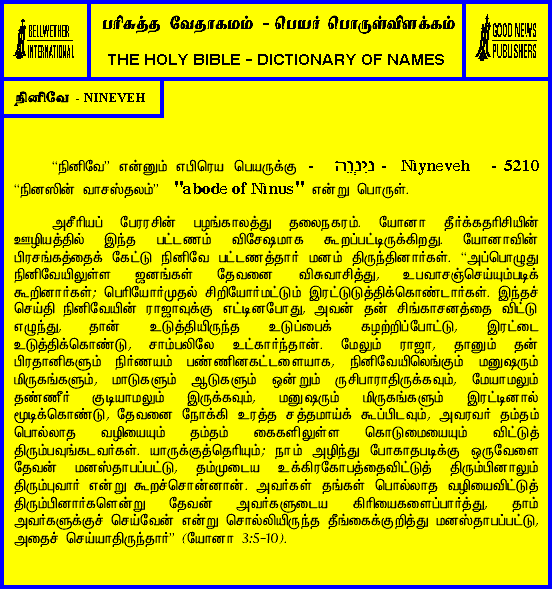 BELLWETHER
INTERNATIONAL
பரிசுத்த வேதாகமம் - பெயர் பொருள்விளக்கம்
THE HOLY BIBLE - DICTIONARY OF NAMES
GOOD NEWS
PUBLISHERS
நினிவே - NINEVEH
“நினிவே” என்னும் எபிரெய பெயருக்கு - נִינְוֵה - Niyneveh - 5210
“நினஸின் வாசஸ்தலம்” "abode of Ninus" என்று பொருள்.
அசீரியப் பேரரசின் பழங்காலத்து தலைநகரம். யோனா தீர்க்கதரிசியின்
ஊழியத்தில் இந்த பட்டணம் விசேஷமாக கூறப்பட்டிருக்கிறது. யோனாவின்
பிரசங்கத்தைக் கேட்டு நினிவே பட்டணத்தார் மனம் திருந்தினார்கள். “அப்பொழுது
நினிவேயிலுள்ள ஜனங்கள் தேவனை விசுவாசித்து, உபவாசஞ்செய்யும்படிக்
கூறினார்கள்; பெரியோர்முதல் சிறியோர்மட்டும் இரட்டுடுத்திக்கொண்டார்கள். இந்தச்
செய்தி நினிவேயின் ராஜாவுக்கு எட்டினபோது, அவன் தன் சிங்காசனத்தை விட்டு
எழுந்து, தான் உடுத்தியிருந்த உடுப்பைக் கழற்றிப்போட்டு, இரட்டை
உடுத்திக்கொண்டு, சாம்பலிலே உட்கார்ந்தான். மேலும் ராஜா, தானும் தன்
பிரதானிகளும் நிர்ணயம் பண்ணினகட்டளையாக, நினிவேயிலெங்கும் மனுஷரும்
மிருகங்களும், மாடுகளும் ஆடுகளும் ஒன்றும் ருசிபாராதிருக்கவும், மேயாமலும்
தண்ணீர் குடியாமலும் இருக்கவும், மனுஷரும் மிருகங்களும் இரட்டினால்
மூடிக்கொண்டு, தேவனை நோக்கி உரத்த சத்தமாய்க் கூப்பிடவும், அவரவர் தம்தம்
பொல்லாத வழியையும் தம்தம் கைகளிலுள்ள கொடுமையையும் விட்டுத்
திரும்பவுங்கடவர்கள். யாருக்குத்தெரியும்; நாம் அழிந்து போகாதபடிக்கு ஒருவேளை
தேவன் மனஸ்தாபப்பட்டு, தம்முடைய உக்கிரகோபத்தைவிட்டுத் திரும்பினாலும்
திரும்புவார் என்று கூறச்சொன்னான். அவர்கள் தங்கள் பொல்லாத வழியைவிட்டுத்
திரும்பினார்களென்று தேவன் அவர்களுடைய கிரியைகளைப்பார்த்து, தாம்
அவர்களுக்குச் செய்வேன் என்று சொல்லியிருந்த தீங்கைக்குறித்து மனஸ்தாபப்பட்டு,
அதைச் செய்யாதிருந்தார்” (யோனா 3:5-10).